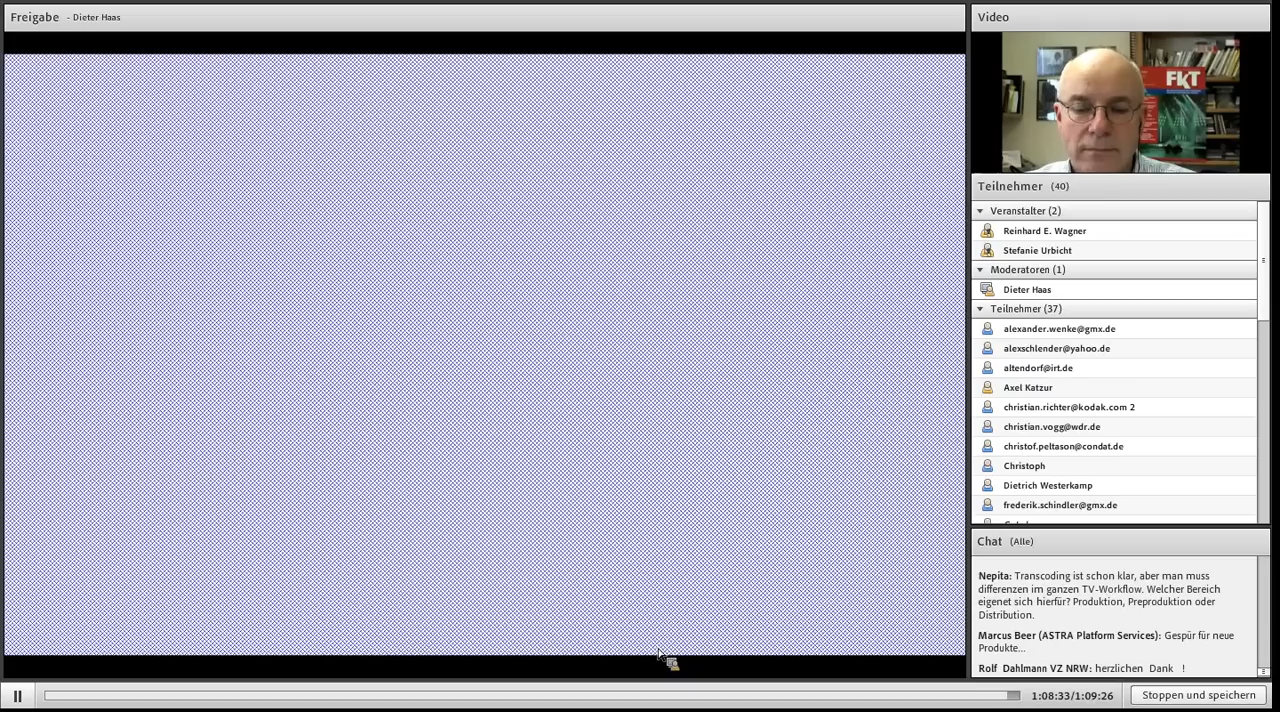 Freigabe - Dieter Haas
Video
FKT
Teilnehmer (40)
Veranstalter (2)
Reinhard E. Wagner
Stefanie Urbicht
Moderatoren (1)
Dieter Haas
Teilnehmer (37)
alexander.wenke@gmx.de
alexschlender@yahoo.de
altendorf@irt.de
Axel Katzur
christian.richter@kodak.com 2
christian.vogg@wdr.de
christof.peltason@condat.de
Christoph
Dietrich Westerkamp
frederik.schindler@gmx.de
Chat (Alle)
Nepita: Transcoding ist schon klar, aber man muss
differenzen im ganzen TV-Workflow. Welcher Bereich
eigenet sich hierfür? Produktion, Preproduktion oder
Distribution.
Marcus Beer (ASTRA Platform Services): Gespür für neue
Produkte...
Rolf Dahlmann VZ NRW: herzlichen Dank !
1:08:33/1:09:26
Stoppen und speichern